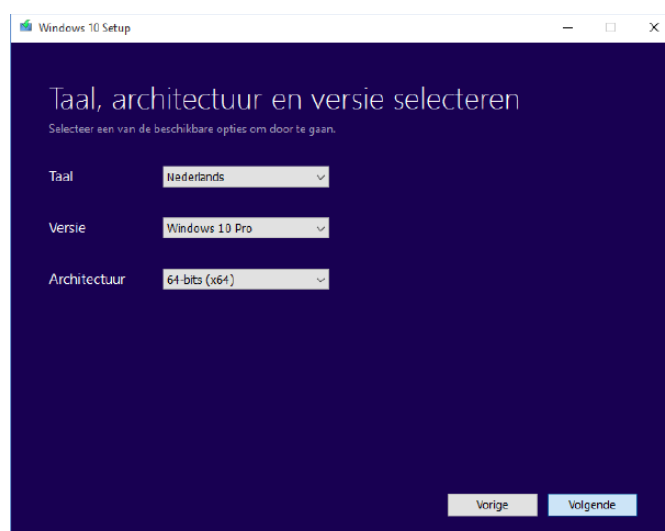 Windows 10 Setup
Taal, architectuur en versie selecteren
Selecteer een van de beschikbare opties om door te gaan.
Taal Nederlands
Versie Windows 10 Pro
Architectuur 64-bits (x64)
Vorige Volgende